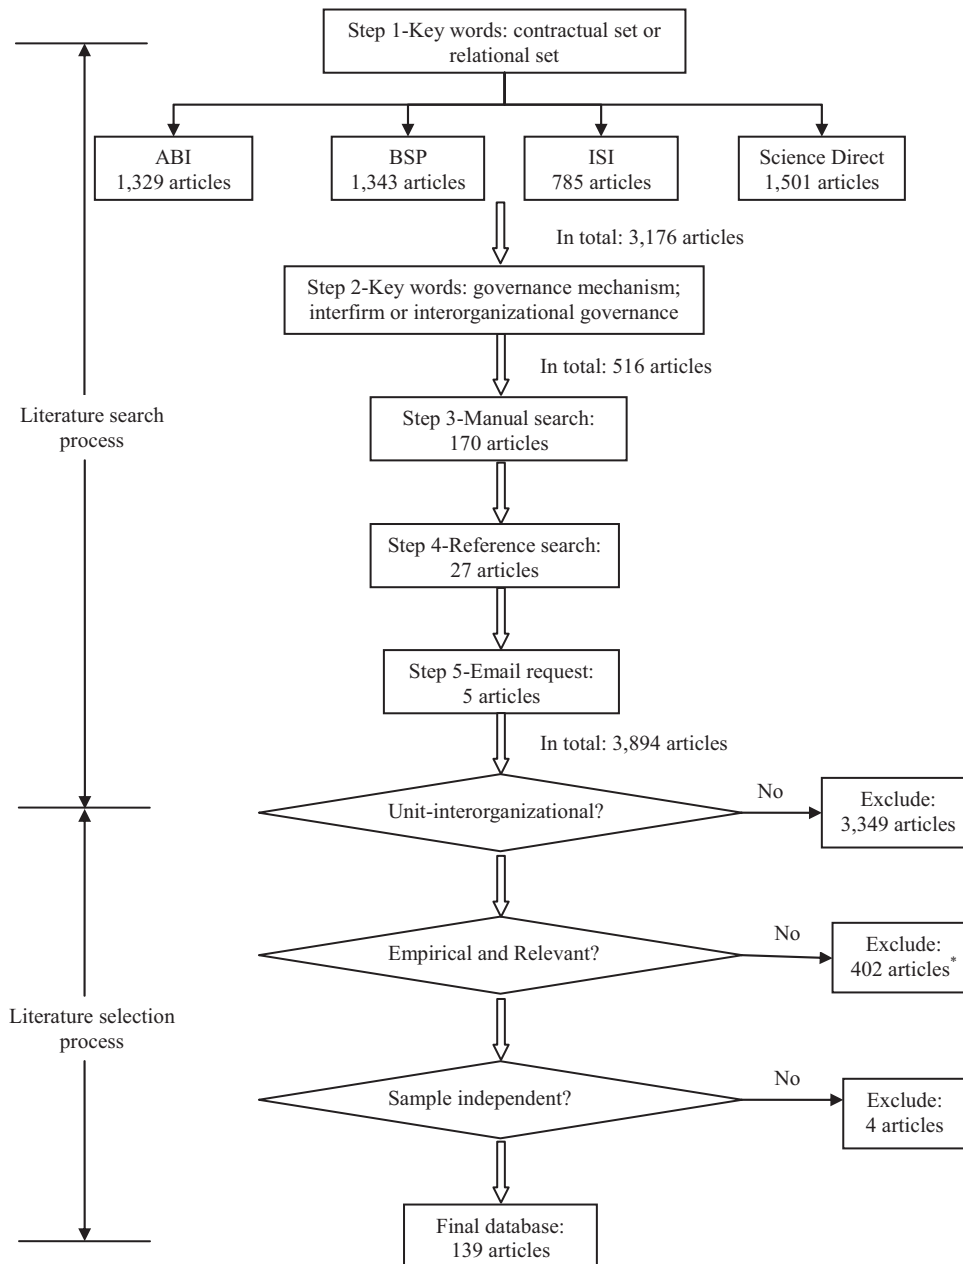 Step 1-Key words: contractual set or
relational set
ABI
1,329 articles
BSP
1,343 articles
ISI
785 articles
Science Direct
1,501 articles
In total: 3,176 articles
Step 2-Key words: governance mechanism;
interfirm or interorganizational governance
In total: 516 articles
Literature search
process
Step 3-Manual search:
170 articles
Step 4-Reference search:
27 articles
Step 5-Email request:
5 articles
In total: 3,894 articles
Unit-interorganizational?
No
Exclude:
3,349 articles
Empirical and Relevant?
No
Exclude:
402 articles*
Literature selection
process
Sample independent?
No
Exclude:
4 articles
Final database:
139 articles